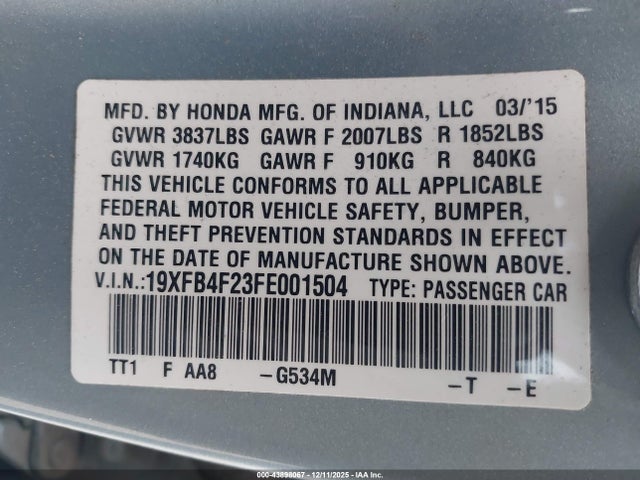 MFD. BY HONDA MFG. OF INDIANA, LLC 03/'15
GVWR 3837LBS GAWR F 2007LBS R 1852LBS
GVWR 1740KG GAWR F 910KG R 840KG
THIS VEHICLE CONFORMS TO ALL APPLICABLE
FEDERAL MOTOR VEHICLE SAFETY, BUMPER,
AND THEFT PREVENTION STANDARDS IN EFFECT
ON THE DATE OF MANUFACTURE SHOWN ABOVE.
V.I.N.:19XFB4F23FE001504 TYPE: PASSENGER CAR
TT1 F AA8 -G534M -T -E
000-43898067 - 12/11/2025 - IAA Inc.